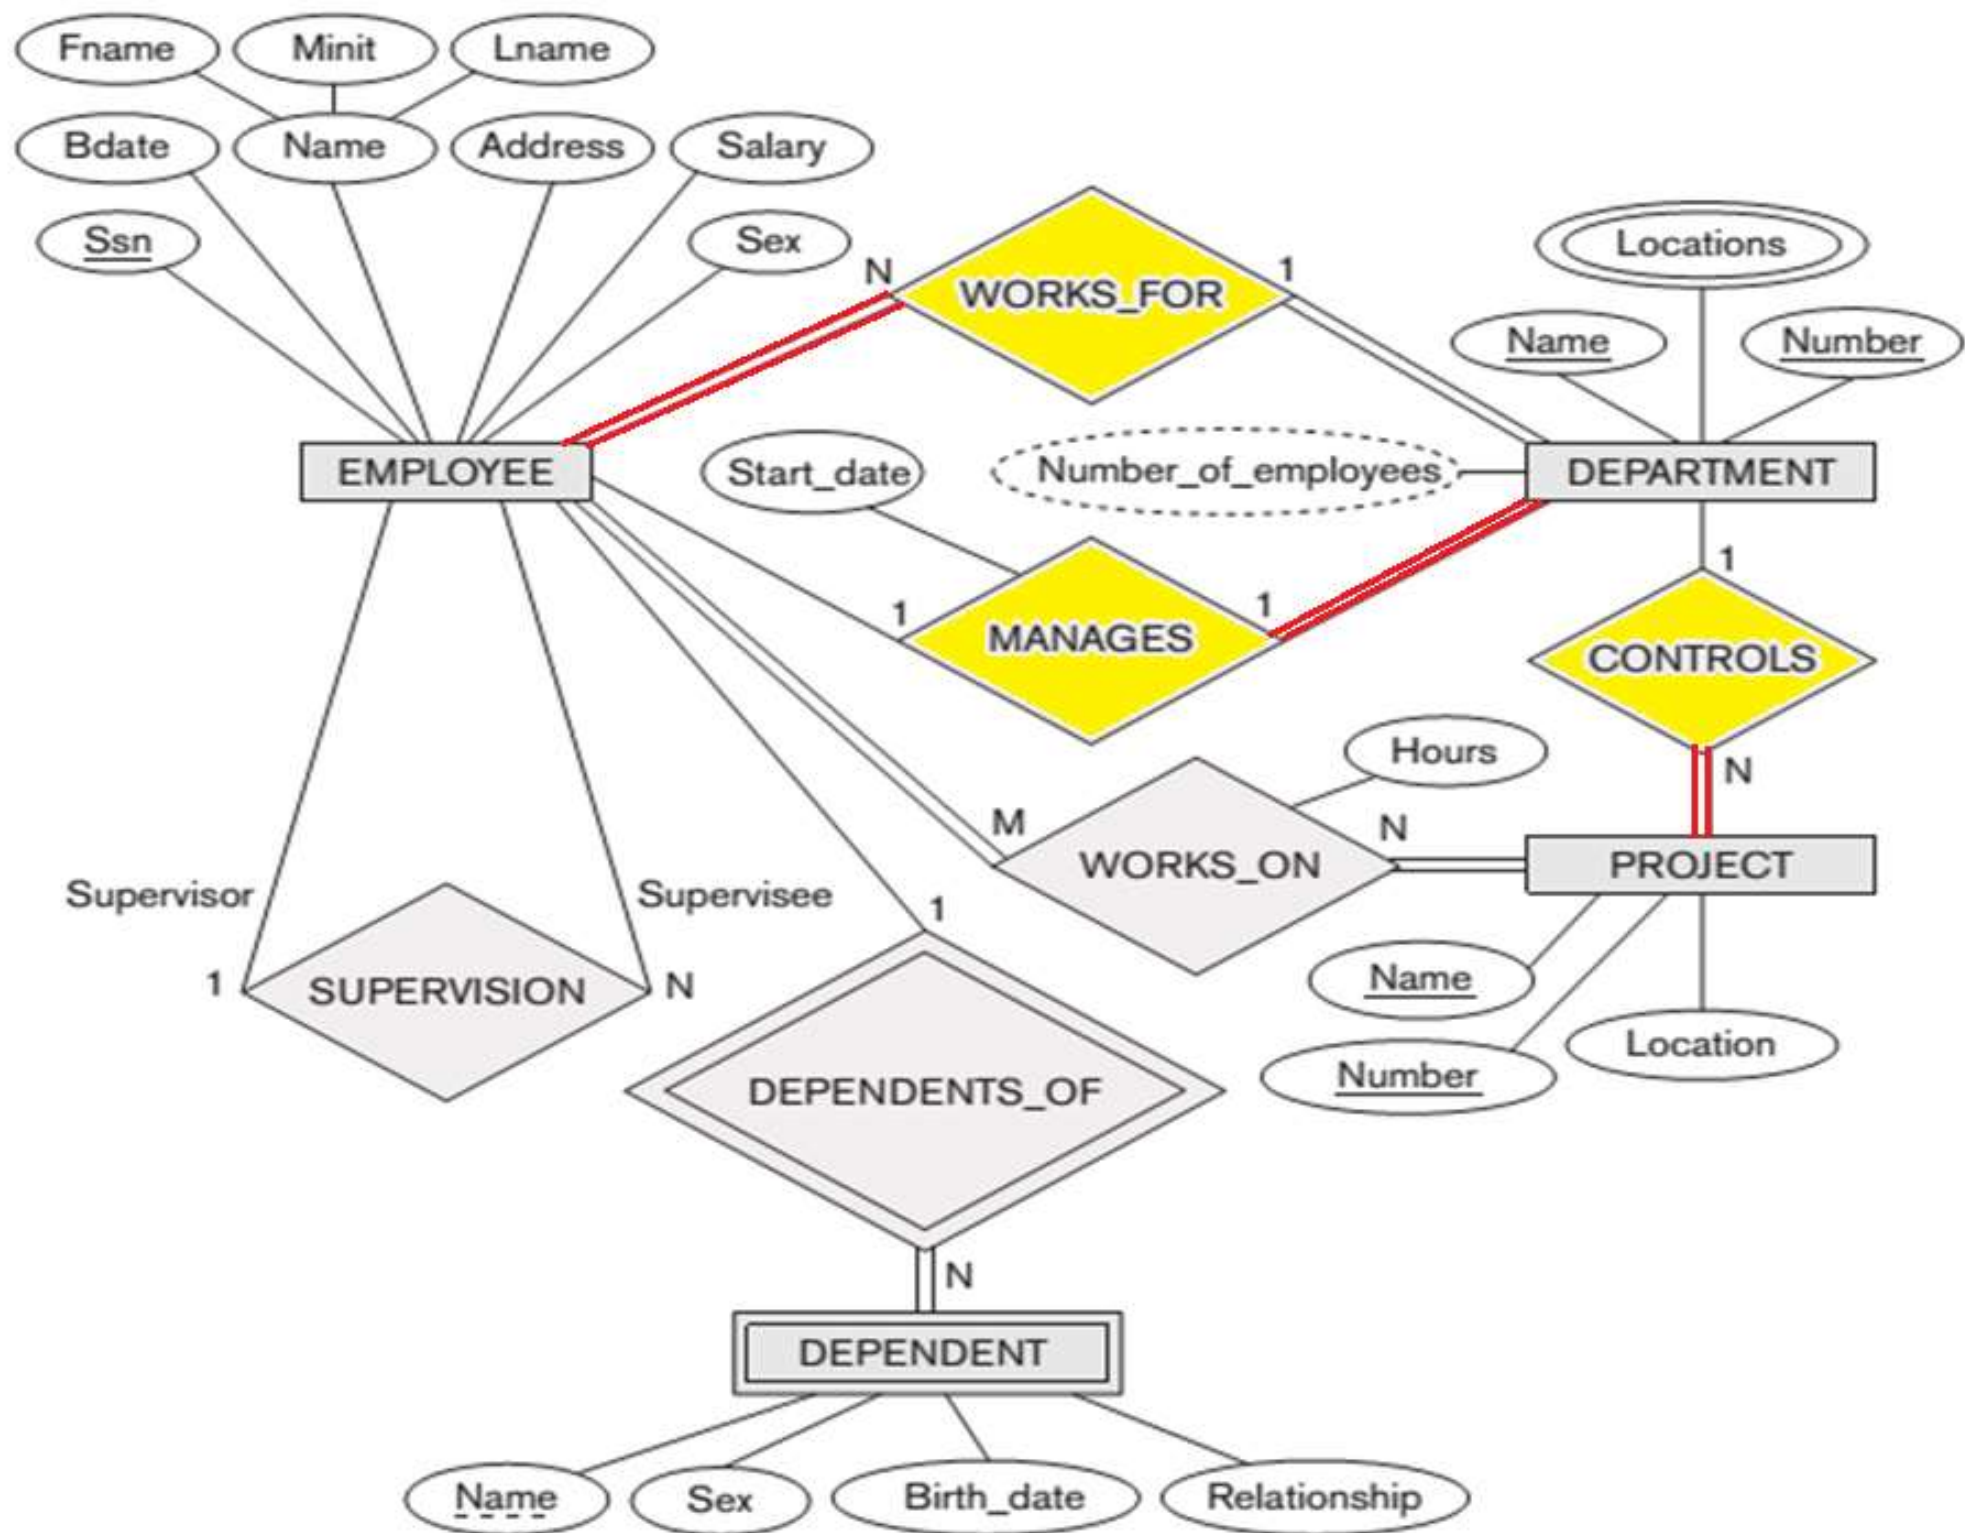 Fname
Minit
Lname
Bdate
Name
Address
Salary
Ssn
Sex
Locations
Name
Number
N
WORKS_FOR
1
EMPLOYEE
Start_date
Number_of_employees
DEPARTMENT
1
MANAGES
1
1
CONTROLS
N
Hours
M
WORKS_ON
N
PROJECT
Supervisor
Supervisee
1
SUPERVISION
N
1
Name
Number
Location
DEPENDENTS_OF
N
DEPENDENT
Name
Sex
Birth_date
Relationship